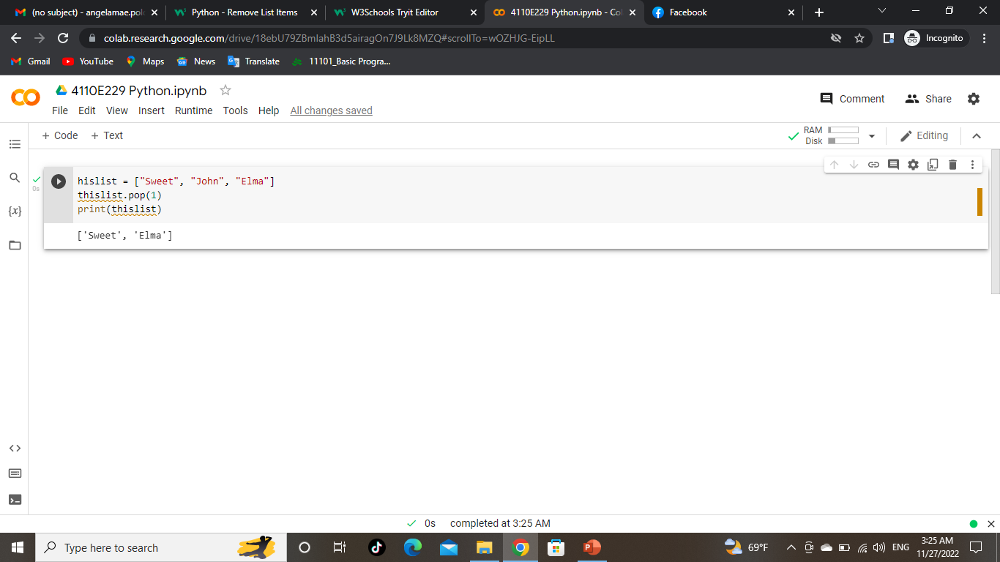 (no subject) - angelamae.pol
Python - Remove List Items
W3Schools Tryit Editor
4110E229 Python.ipynb - Co
Facebook
colab.research.google.com/drive/18ebU79ZBmlahB3d5airagOn7J9Lk8MZQ#scrollTo=wOZHJG-EipLL
Incognito
Gmail
YouTube
Maps
News
Translate
11101_Basic Progra...
4110E229 Python.ipynb
Comment
Share
File Edit View Insert Runtime Tools Help All changes saved
+ Code + Text
RAM
Disk
Editing
0s
hislist = ["Sweet", "John", "Elma"]
thislist.pop(1)
print(thislist)
['Sweet', 'Elma']
{x}
0s completed at 3:25 AM
Type here to search
69°F
ENG
3:25 AM
11/27/2022